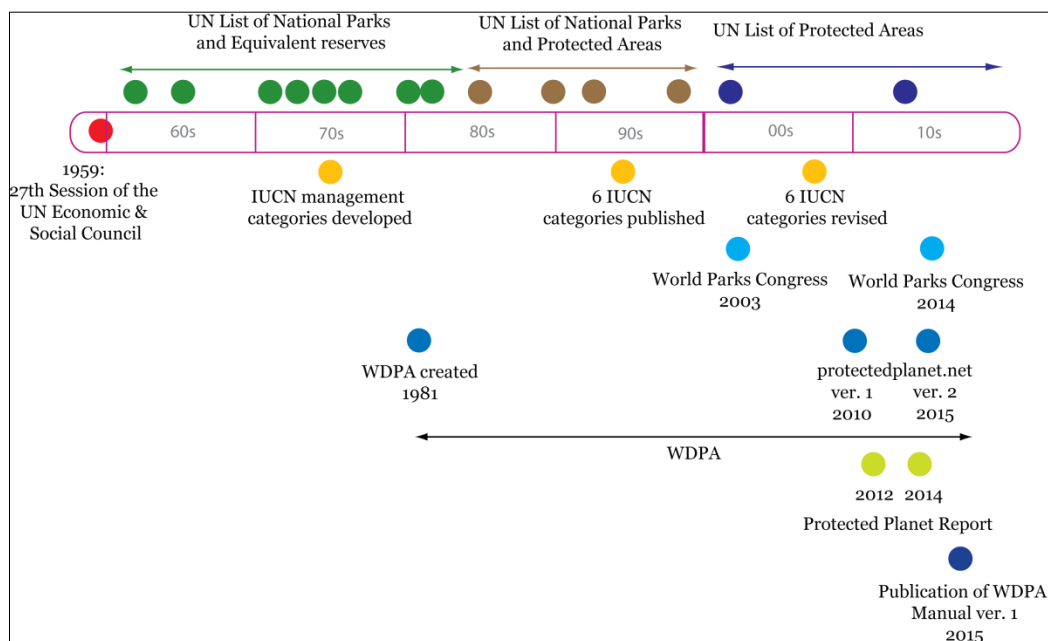 UN List of National Parks
and Equivalent reserves
UN List of National Parks
and Protected Areas
UN List of Protected Areas
60s
70s
80s
90s
00s
10s
1959:
27th Session of the
UN Economic &
Social Council
IUCN management
categories developed
6 IUCN
categories published
6 IUCN
categories revised
World Parks Congress
2003
World Parks Congress
2014
WDPA created
1981
protectedplanet.net
ver. 1
2010
ver. 2
2015
WDPA
2012
2014
Protected Planet Report
Publication of WDPA
Manual ver. 1
2015